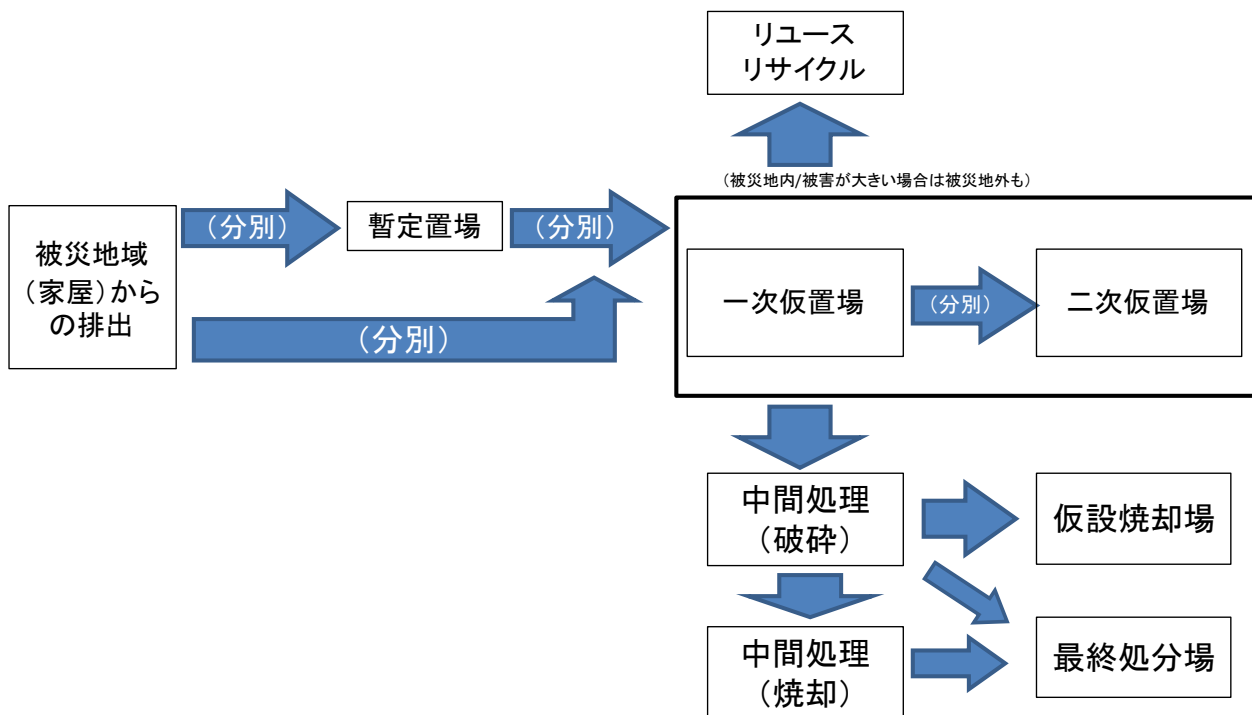 リユース
リサイクル
（被災地内/被害が大きい場合は被災地外も）
被災地域
（家屋）から
の排出
（分別）
暫定置場
（分別）
（分別）
一次仮置場
（分別）
二次仮置場
中間処理
（破砕）
仮設焼却場
中間処理
（焼却）
最終処分場